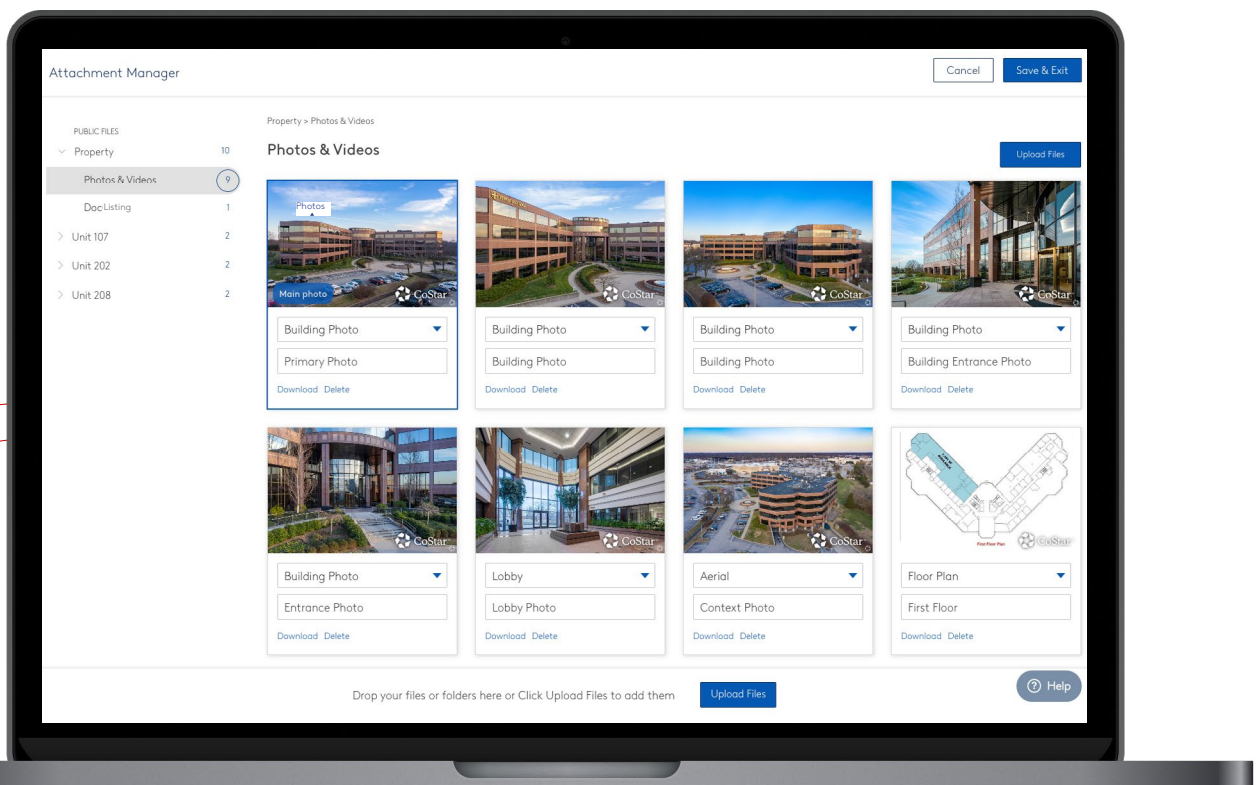 Attachment Manager
Cancel
Save & Exit
PUBLIC FILES
Property 10
Photos & Videos 9
Doc Listing 1
Unit 107 2
Unit 202 2
Unit 208 2
Property > Photos & Videos
Photos & Videos
Upload Files
Photos
Main photo
CoStar
CoStar
CoStar
CoStar
Building Photo
Building Photo
Building Photo
Building Photo
Primary Photo
Building Photo
Building Photo
Building Entrance Photo
Download Delete
Download Delete
Download Delete
Download Delete
First Floor Plan
CoStar
CoStar
CoStar
CoStar
Building Photo
Lobby
Aerial
Floor Plan
Entrance Photo
Lobby Photo
Context Photo
First Floor
Download Delete
Download Delete
Download Delete
Download Delete
Drop your files or folders here or Click Upload Files to add them
Upload Files
Help